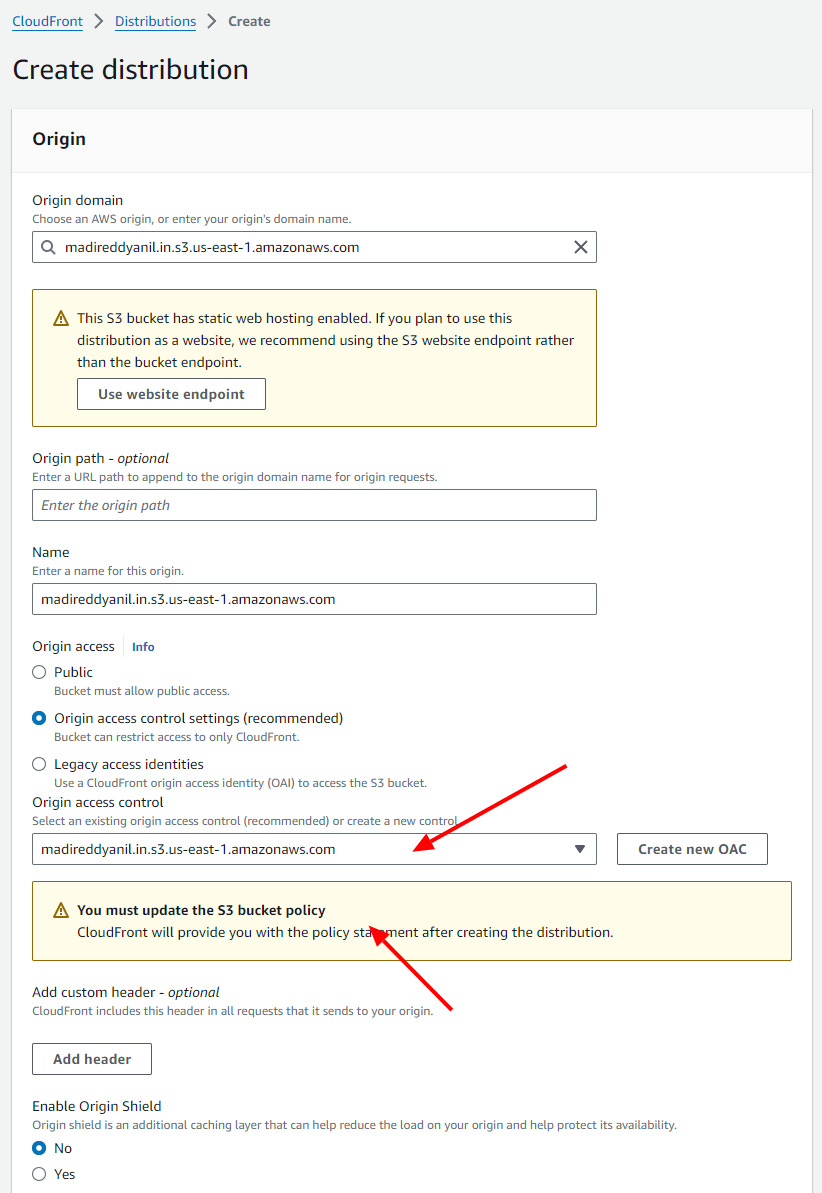 CloudFront > Distributions > Create
Create distribution
Origin
Origin domain
Choose an AWS origin, or enter your origin's domain name.
madireddyanil.in.s3.us-east-1.amazonaws.com
This S3 bucket has static web hosting enabled. If you plan to use this
distribution as a website, we recommend using the S3 website endpoint rather
than the bucket endpoint.
Use website endpoint
Origin path - optional
Enter a URL path to append to the origin domain name for origin requests.
Enter the origin path
Name
Enter a name for this origin.
madireddyanil.in.s3.us-east-1.amazonaws.com
Origin access Info
Public
Bucket must allow public access.
Origin access control settings (recommended)
Bucket can restrict access to only CloudFront.
Legacy access identities
Use a CloudFront origin access identity (OAI) to access the S3 bucket.
Origin access control
Select an existing origin access control (recommended) or create a new control.
madireddyanil.in.s3.us-east-1.amazonaws.com
Create new OAC
You must update the S3 bucket policy
CloudFront will provide you with the policy statement after creating the distribution.
Add custom header - optional
CloudFront includes this header in all requests that it sends to your origin.
Add header
Enable Origin Shield
Origin shield is an additional caching layer that can help reduce the load on your origin and help protect its availability.
No
Yes